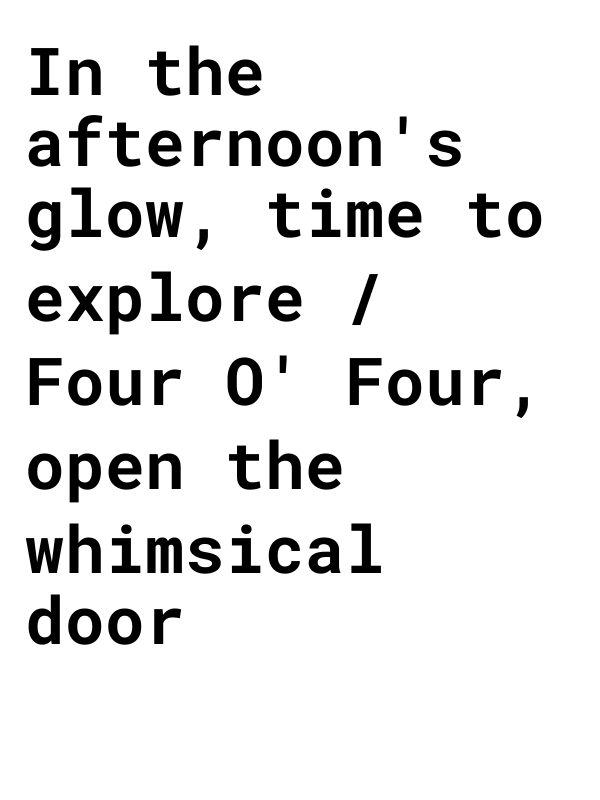 In the
afternoon's
glow, time to
explore /
Four O' Four,
open the
whimsical
door